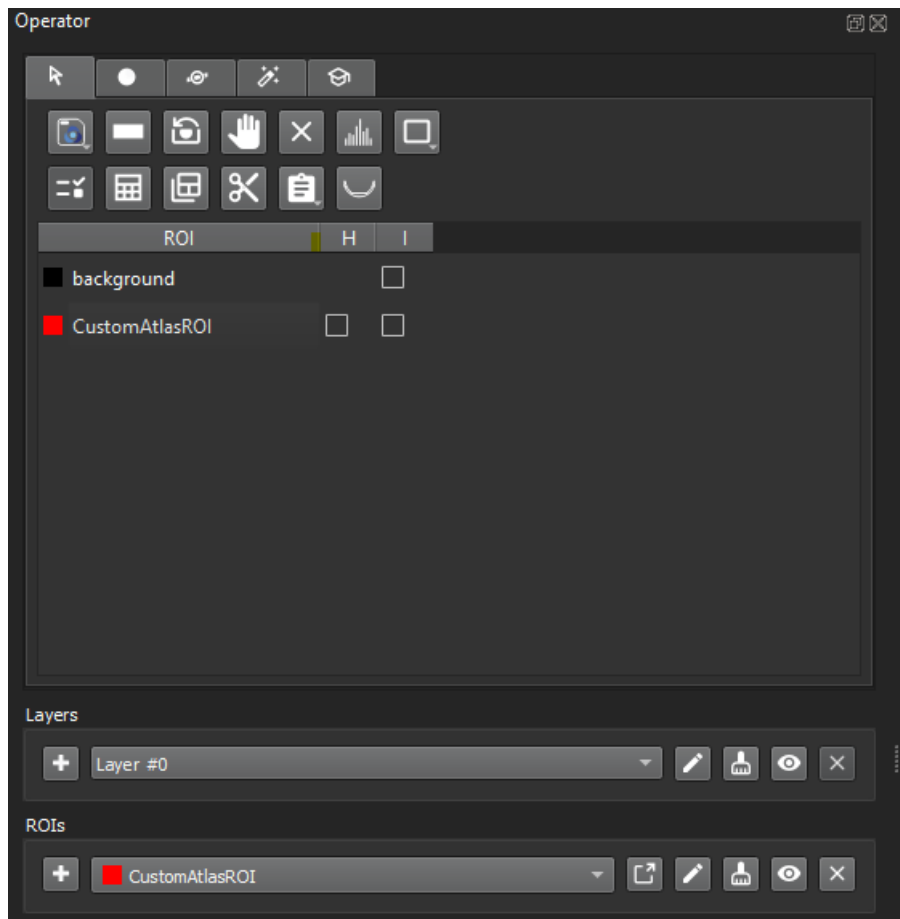 Operator
ROI H I
background
CustomAtlasROI
Layers
Layer #0
ROIs
CustomAtlasROI